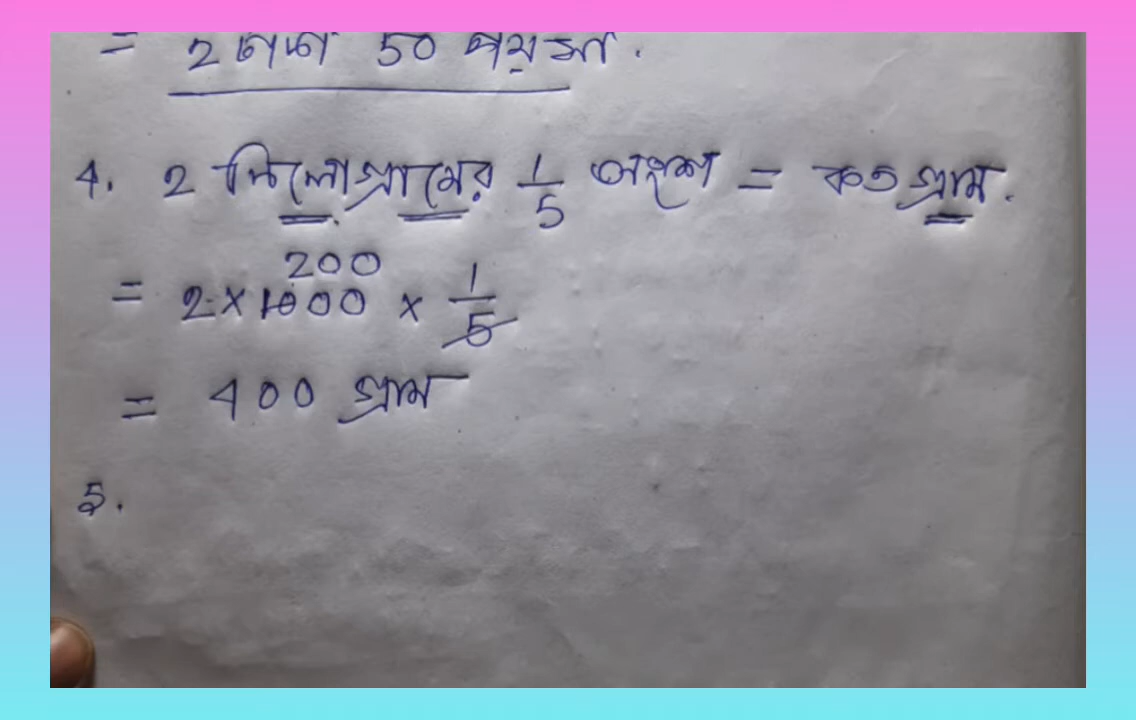 = 2 টাকা 50 পয়সা.
4. 2 কিলোগ্রামের 1/5 অংশ = কত গ্রাম.
200
= 2 × 1000 × 1/5
= 400 গ্রাম
5.